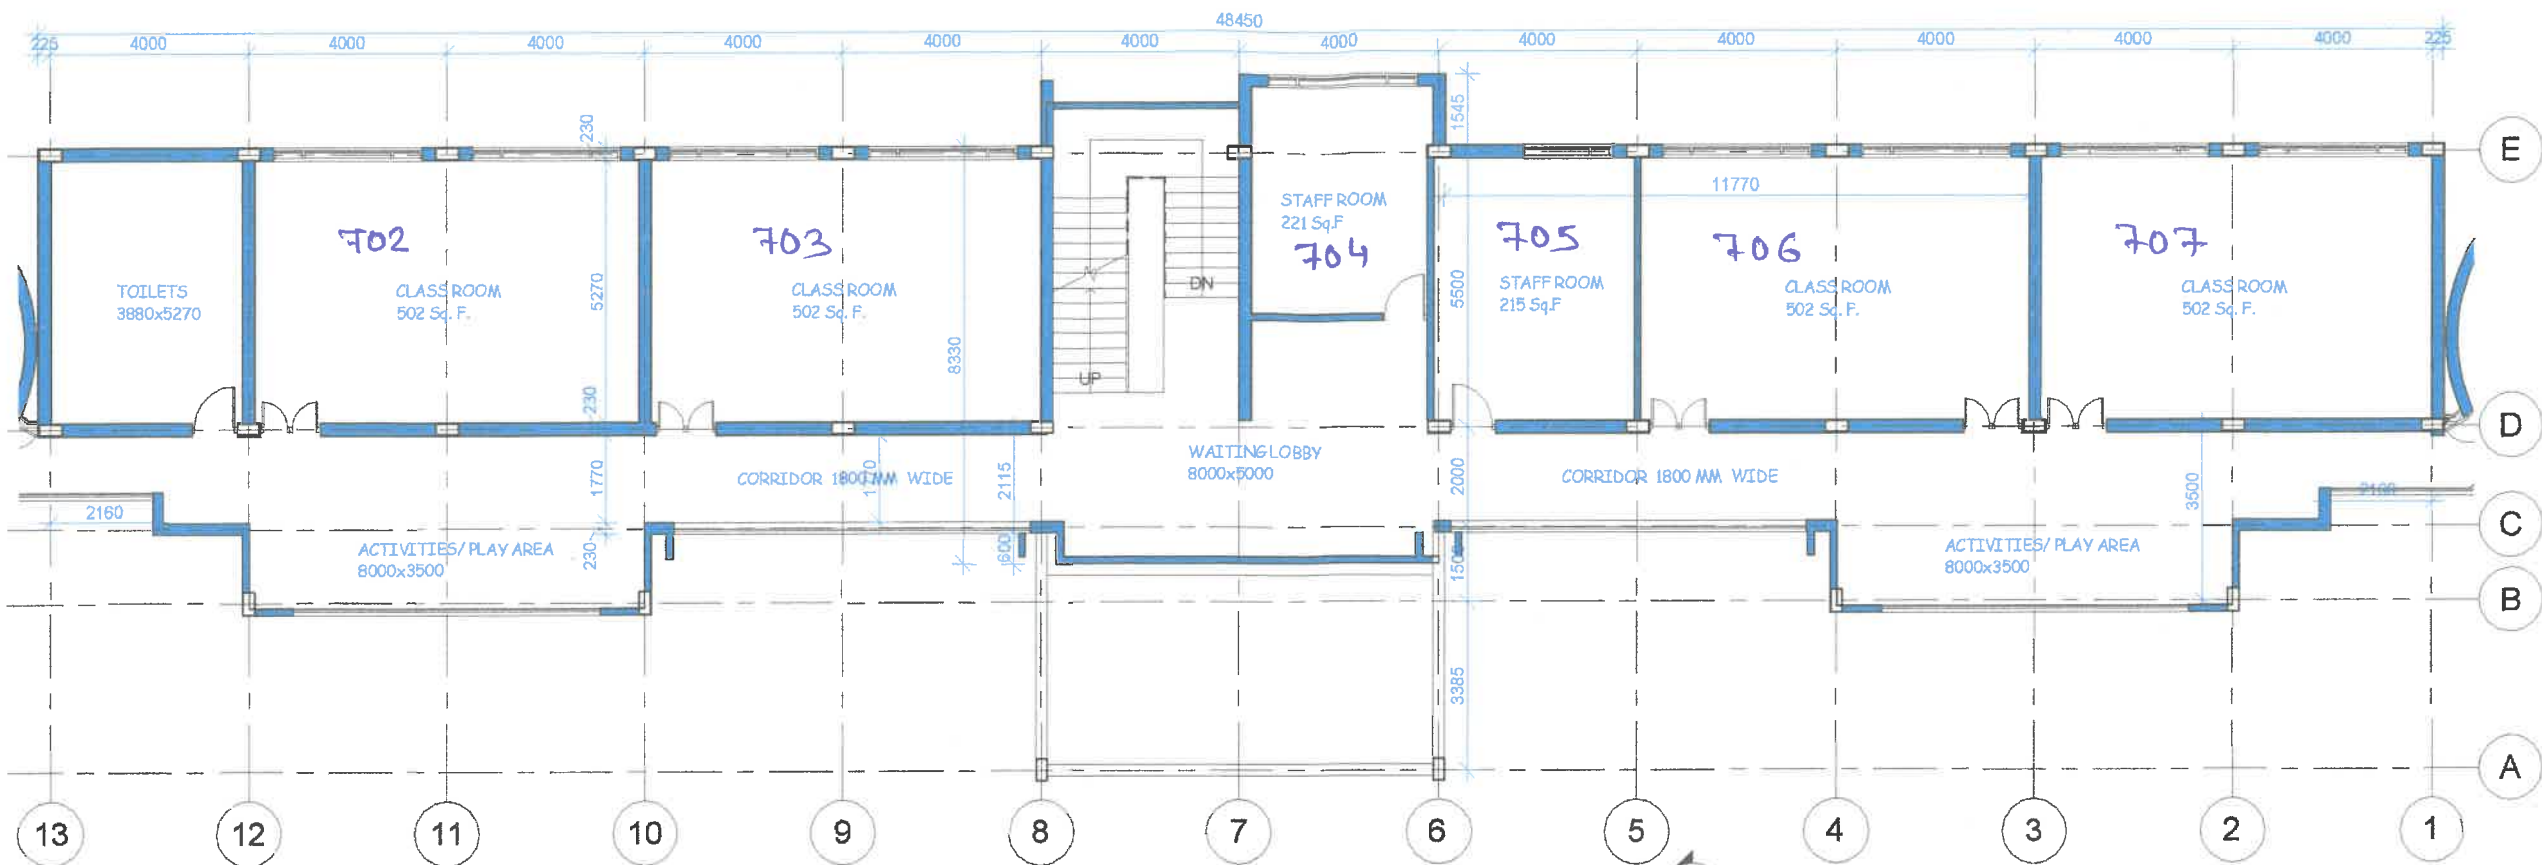 48450
225 4000 4000 4000 4000 4000 4000 4000 4000 4000 4000 4000 4000 225
230
1545
E
11770
702
703
STAFF ROOM
221 Sq.F
704
705
706
707
TOILETS
3880x5270
CLASS ROOM
502 Sq. F.
5270
CLASS ROOM
502 Sq. F.
DN
5500
STAFF ROOM
215 Sq.F
CLASS ROOM
502 Sq. F.
CLASS ROOM
502 Sq. F.
8330
UP
230
D
WAITING LOBBY
8000x5000
1770
CORRIDOR 1800 MM WIDE
1770
2115
2000
CORRIDOR 1800 MM WIDE
3500
2160
C
ACTIVITIES/ PLAY AREA
8000x3500
230
600
1500
ACTIVITIES/ PLAY AREA
8000x3500
B
3385
A
13 12 11 10 9 8 7 6 5 4 3 2 1